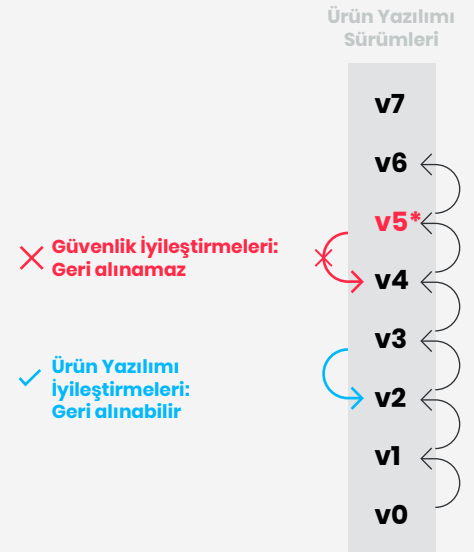 Ürün Yazılımı
Sürümleri
v7
v6
v5*
Güvenlik İyileştirmeleri:
Geri alınamaz
v4
v3
Ürün Yazılımı
İyileştirmeleri:
Geri alınabilir
v2
v1
v0